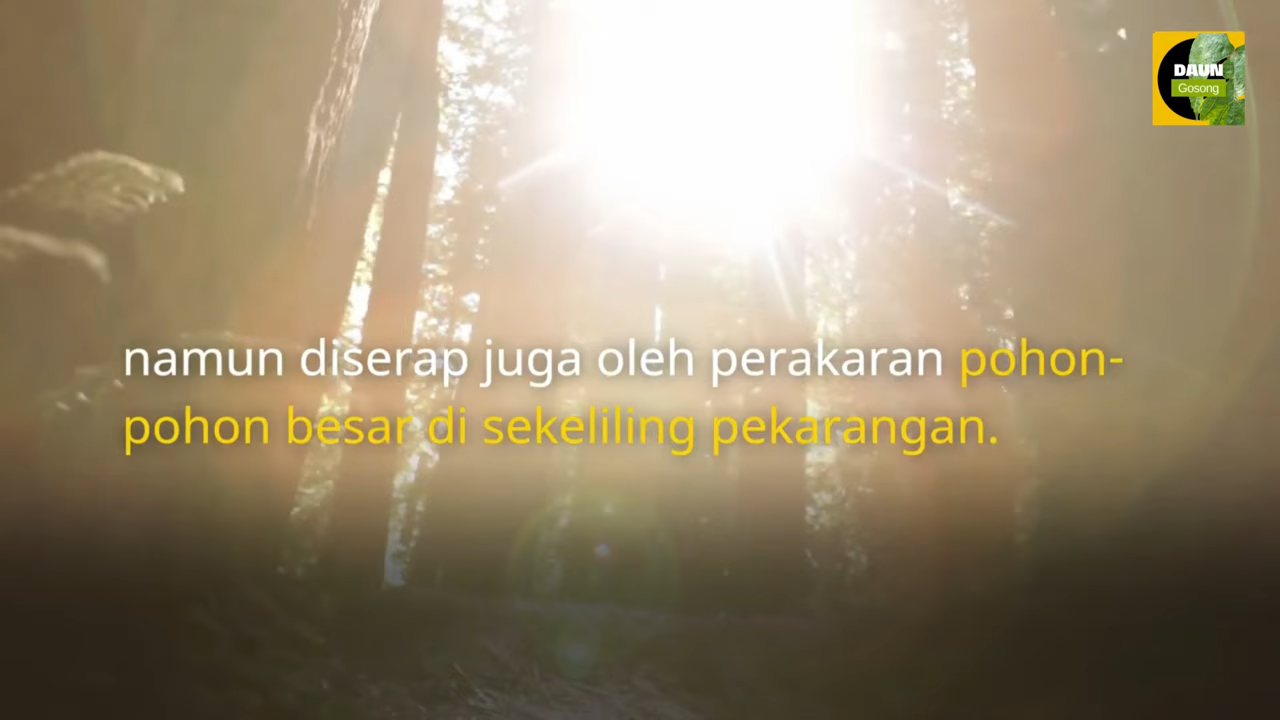 DAUN
Gosong
namun diserap juga oleh perakaran pohon-
pohon besar di sekeliling pekarangan.